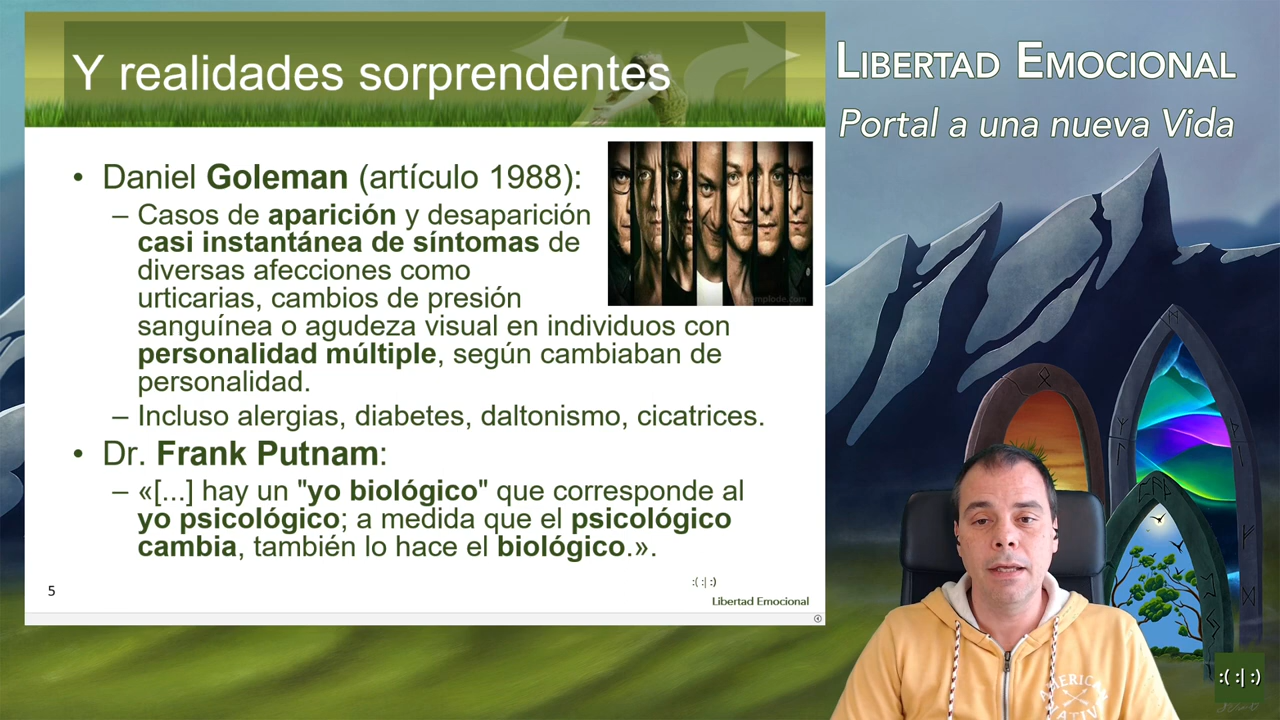 Y realidades sorprendentes
• Daniel Goleman (artículo 1988):
– Casos de aparición y desaparición
casi instantánea de síntomas de
diversas afecciones como
urticarias, cambios de presión
sanguínea o agudeza visual en individuos con
personalidad múltiple, según cambiaban de
personalidad.
– Incluso alergias, diabetes, daltonismo, cicatrices.
• Dr. Frank Putnam:
– «[...] hay un "yo biológico" que corresponde al
yo psicológico; a medida que el psicológico
cambia, también lo hace el biológico.».
5
:( :| :)
Libertad Emocional
LIBERTAD EMOCIONAL
Portal a una nueva Vida
AMERICAN
:( :| :)